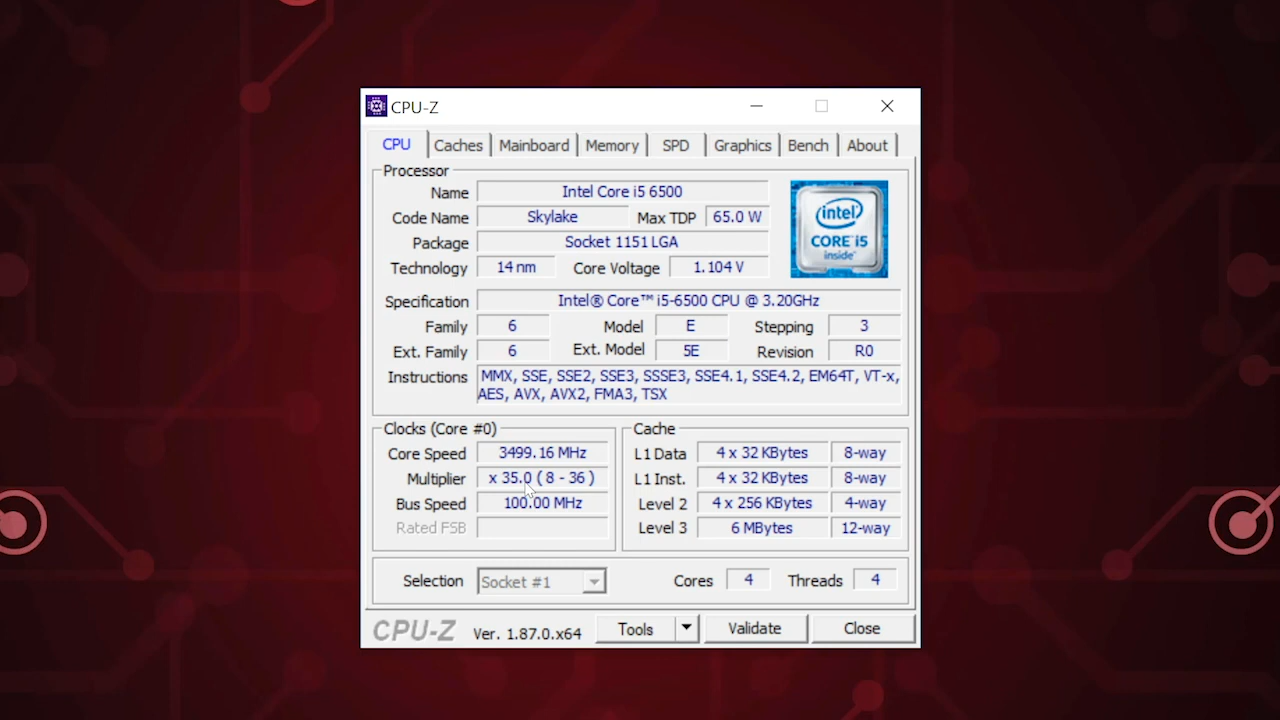 CPU-Z
CPU Caches Mainboard Memory SPD Graphics Bench About
Processor
Name Intel Core i5 6500
Code Name Skylake Max TDP 65.0 W
Package Socket 1151 LGA
Technology 14 nm Core Voltage 1.104 V
intel
CORE i5
inside™
Specification Intel® Core™ i5-6500 CPU @ 3.20GHz
Family 6 Model E Stepping 3
Ext. Family 6 Ext. Model 5E Revision R0
Instructions MMX, SSE, SSE2, SSE3, SSSE3, SSE4.1, SSE4.2, EM64T, VT-x,
AES, AVX, AVX2, FMA3, TSX
Clocks (Core #0)
Core Speed 3499.16 MHz
Multiplier x 35.0 ( 8 - 36 )
Bus Speed 100.00 MHz
Rated FSB
Cache
L1 Data 4 x 32 KBytes 8-way
L1 Inst. 4 x 32 KBytes 8-way
Level 2 4 x 256 KBytes 4-way
Level 3 6 MBytes 12-way
Selection Socket #1 Cores 4 Threads 4
CPU-Z Ver. 1.87.0.x64 Tools Validate Close